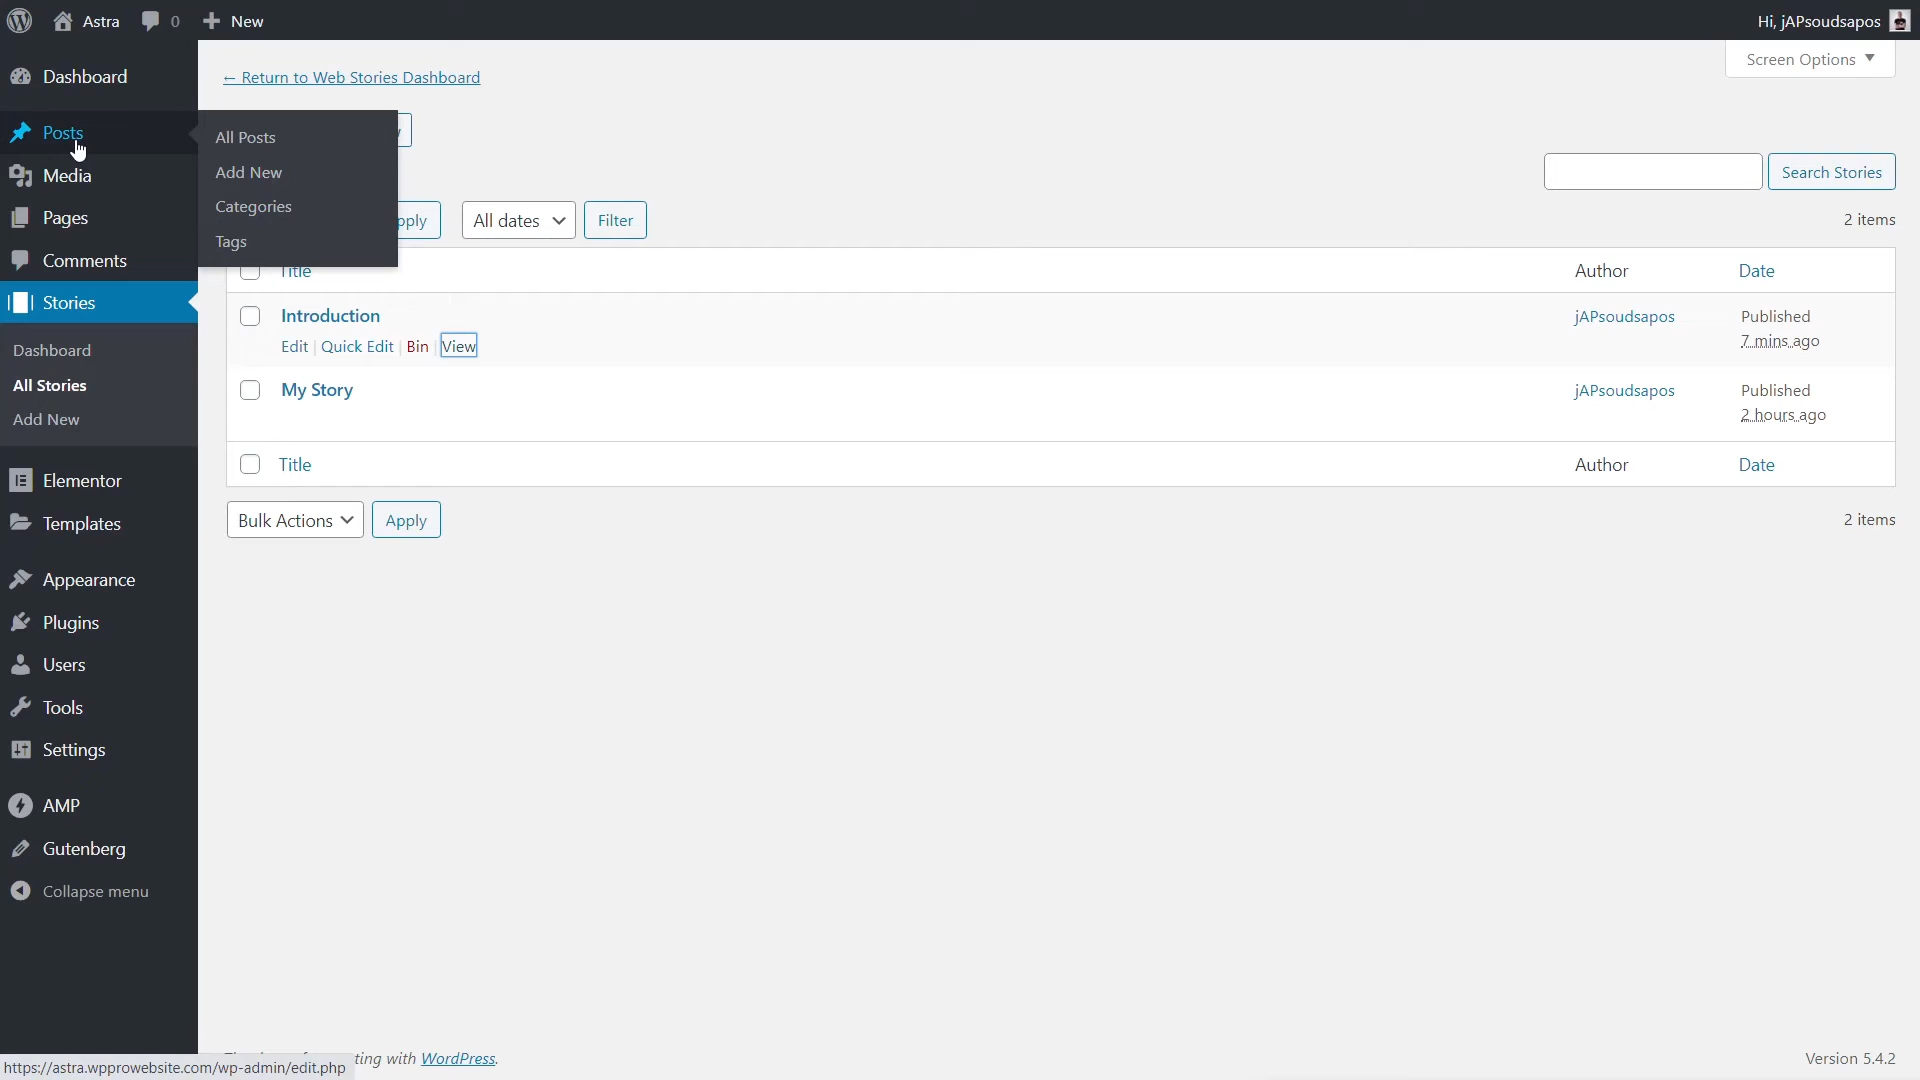 Astra
0
New
Hi, jAPsoudsapos
Dashboard
Posts
Media
Pages
Comments
Stories
Dashboard
All Stories
Add New
Elementor
Templates
Appearance
Plugins
Users
Tools
Settings
AMP
Gutenberg
Collapse menu
All Posts
Add New
Categories
Tags
← Return to Web Stories Dashboard
Screen Options
Search Stories
All dates
Filter
2 items
Title
Author
Date
Introduction
jAPsoudsapos
Published
7 mins ago
Edit | Quick Edit | Bin | View
My Story
jAPsoudsapos
Published
2 hours ago
Title
Author
Date
Bulk Actions
Apply
2 items
ting with WordPress.
Version 5.4.2
https://astra.wpprowebsite.com/wp-admin/edit.php